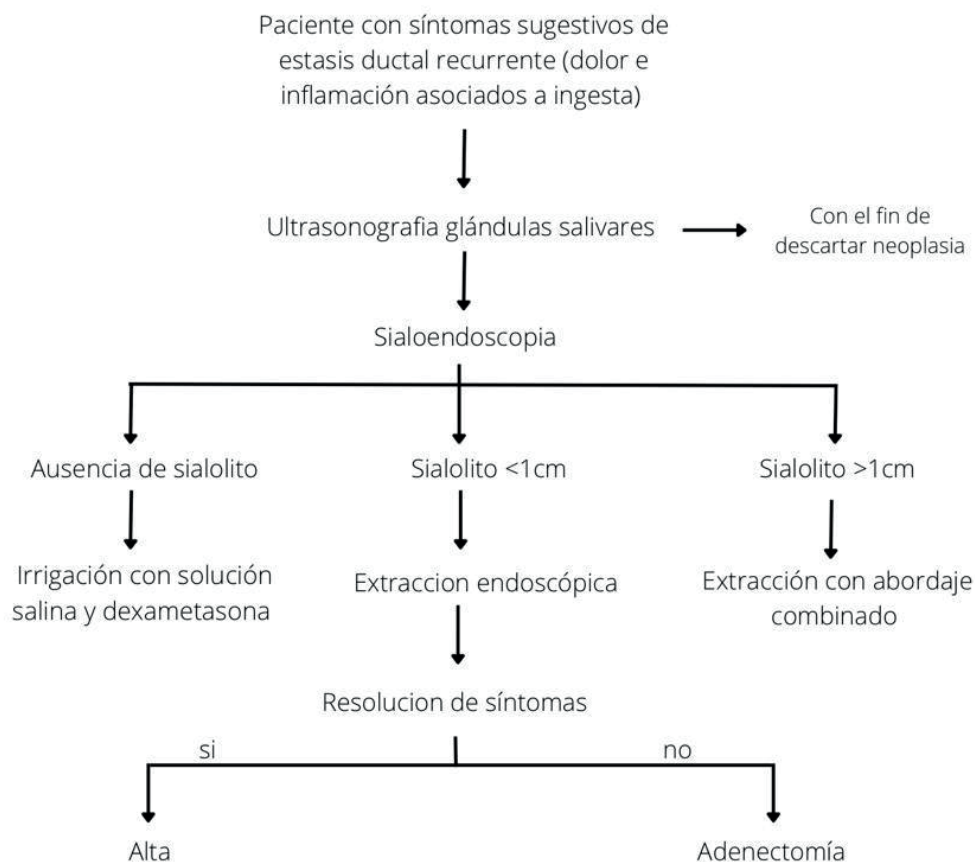 Paciente con síntomas sugestivos de
estasis ductal recurrente (dolor e
inflamación asociados a ingesta)
Ultrasonografia glándulas salivares
Con el fin de
descartar neoplasia
Sialoendoscopia
Ausencia de sialolito
Sialolito <1cm
Sialolito >1cm
Irrigación con solución
salina y dexametasona
Extraccion endoscópica
Extracción con abordaje
combinado
Resolucion de síntomas
si
no
Alta
Adenectomía